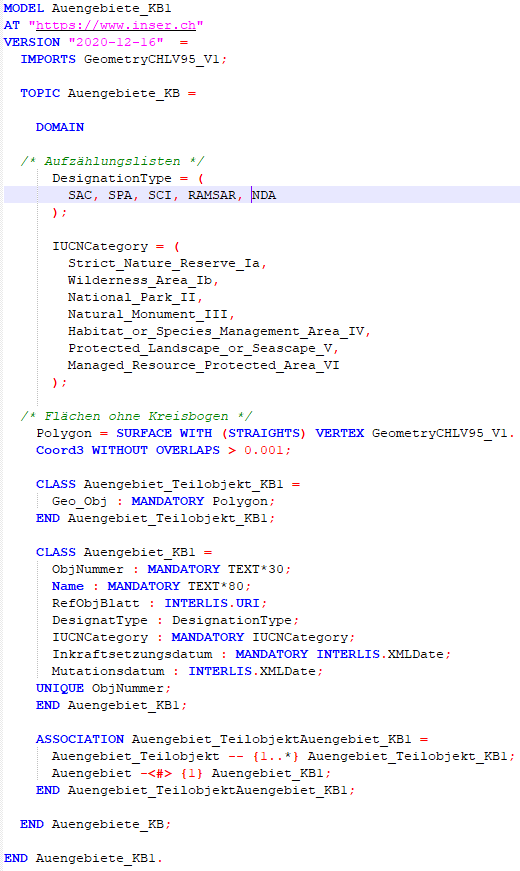 MODEL Auengebiete_KB1
AT "https://www.inser.ch"
VERSION "2020-12-16"  =
  IMPORTS GeometryCHLV95_V1;

  TOPIC Auengebiete_KB =

    DOMAIN

  /* Aufzählungslisten */
      DesignationType = (
        SAC, SPA, SCI, RAMSAR, NDA
      );

      IUCNCategory = (
        Strict_Nature_Reserve_Ia,
        Wilderness_Area_Ib,
        National_Park_II,
        Natural_Monument_III,
        Habitat_or_Species_Management_Area_IV,
        Protected_Landscape_or_Seascape_V,
        Managed_Resource_Protected_Area_VI
      );

  /* Flächen ohne Kreisbogen */
    Polygon = SURFACE WITH (STRAIGHTS) VERTEX GeometryCHLV95_V1.
    Coord3 WITHOUT OVERLAPS > 0.001;

    CLASS Auengebiet_Teilobjekt_KB1 =
      Geo_Obj : MANDATORY Polygon;
    END Auengebiet_Teilobjekt_KB1;

    CLASS Auengebiet_KB1 =
      ObjNummer : MANDATORY TEXT*30;
      Name : MANDATORY TEXT*80;
      RefObjBlatt : INTERLIS.URI;
      DesignatType : DesignationType;
      IUCNCategory : MANDATORY IUCNCategory;
      Inkraftsetzungsdatum : MANDATORY INTERLIS.XMLDate;
      Mutationsdatum : INTERLIS.XMLDate;
    UNIQUE ObjNummer;
    END Auengebiet_KB1;

    ASSOCIATION Auengebiet_TeilobjektAuengebiet_KB1 =
      Auengebiet_Teilobjekt -- {1..*} Auengebiet_Teilobjekt_KB1;
      Auengebiet -<#> {1} Auengebiet_KB1;
    END Auengebiet_TeilobjektAuengebiet_KB1;

  END Auengebiete_KB;

END Auengebiete_KB1.